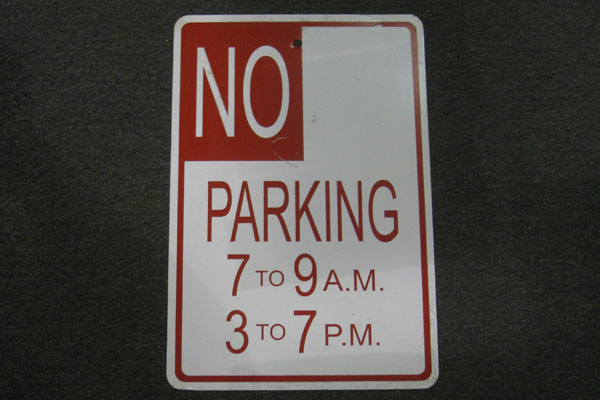 NO
PARKING
7 TO 9 A.M.
3 TO 7 P.M.